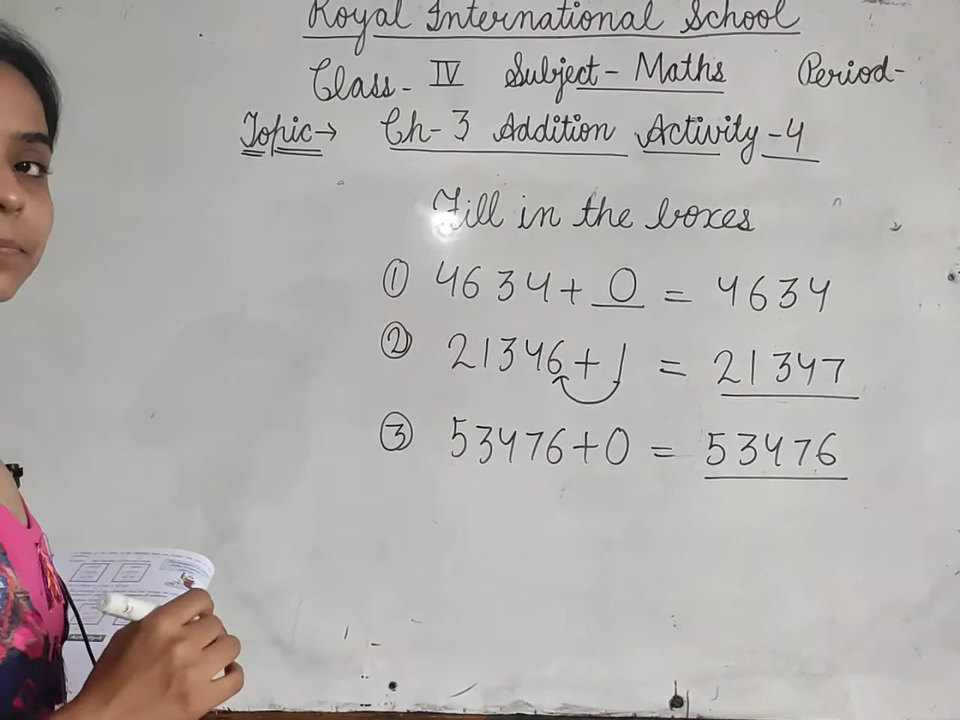 Royal International School
Class- IV Subject- Maths Period-
Topic→ Ch-3 Addition Activity-4
Fill in the boxes
① 4634+ 0 = 4634
② 21346+1 = 21347
③ 53476+0 = 53476